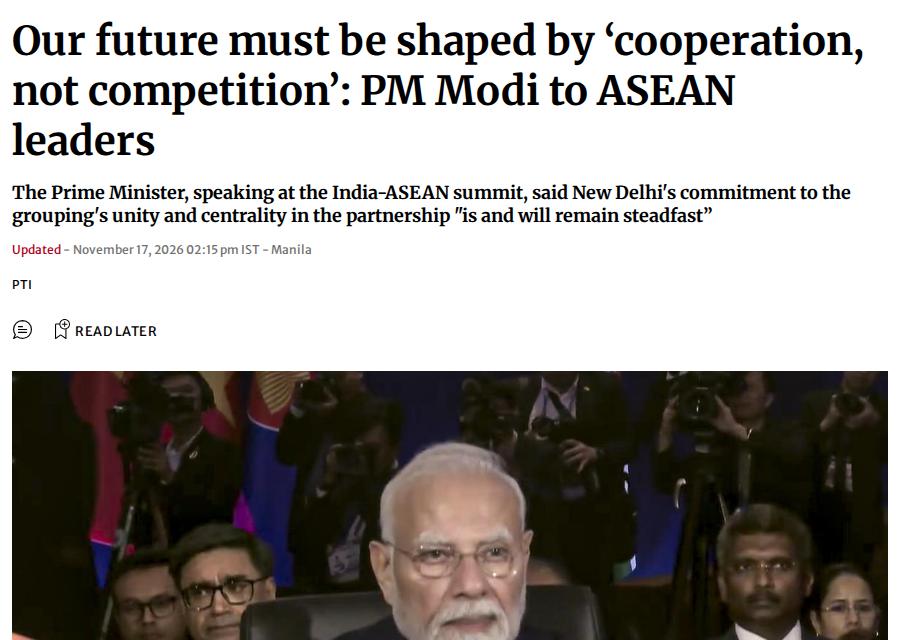 Our future must be shaped by ‘cooperation,
not competition’: PM Modi to ASEAN
leaders
The Prime Minister, speaking at the India-ASEAN summit, said New Delhi's commitment to the
grouping's unity and centrality in the partnership "is and will remain steadfast”
Updated - November 17, 2026 02:15 pm IST - Manila
PTI
READ LATER